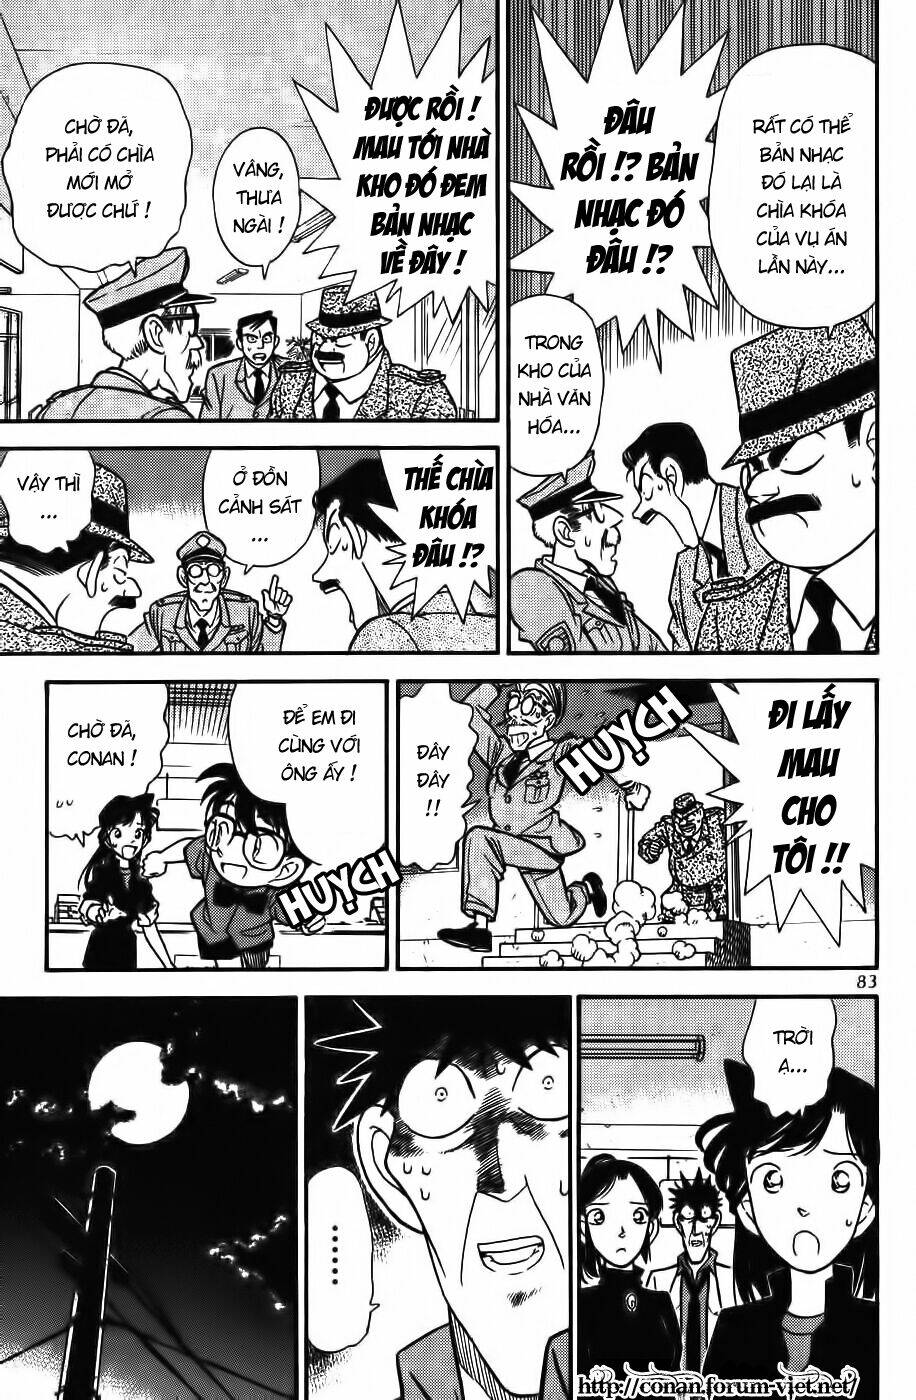 RẤT CÓ THỂ
BẢN NHẠC
ĐÓ LẠI LÀ
CHÌA KHÓA
CỦA VỤ ÁN
LẦN NÀY...
ĐÂU
RỒI !? BẢN
NHẠC ĐÓ
ĐÂU !?
TRONG
KHO CỦA
NHÀ VĂN
HÓA...
ĐƯỢC RỒI !
MAU TỚI NHÀ
KHO ĐÓ ĐEM
BẢN NHẠC
VỀ ĐÂY !
VÂNG,
THƯA
NGÀI !
CHỜ ĐÃ,
PHẢI CÓ CHÌA
MỚI MỞ
ĐƯỢC CHỨ !
THẾ CHÌA
KHÓA
ĐÂU !?
Ở ĐỒN
CẢNH SÁT
...
VẬY THÌ
...
ĐI LẤY
MAU
CHO
TÔI !!
HUỲCH
ĐÂY
ĐÂY
!!
ĐỂ EM ĐI
CÙNG VỚI
ÔNG ẤY !
HUỲCH
CHỜ ĐÃ,
CONAN !
83
TRỜI
Ạ...
........
http://conan.forum-viet.net/